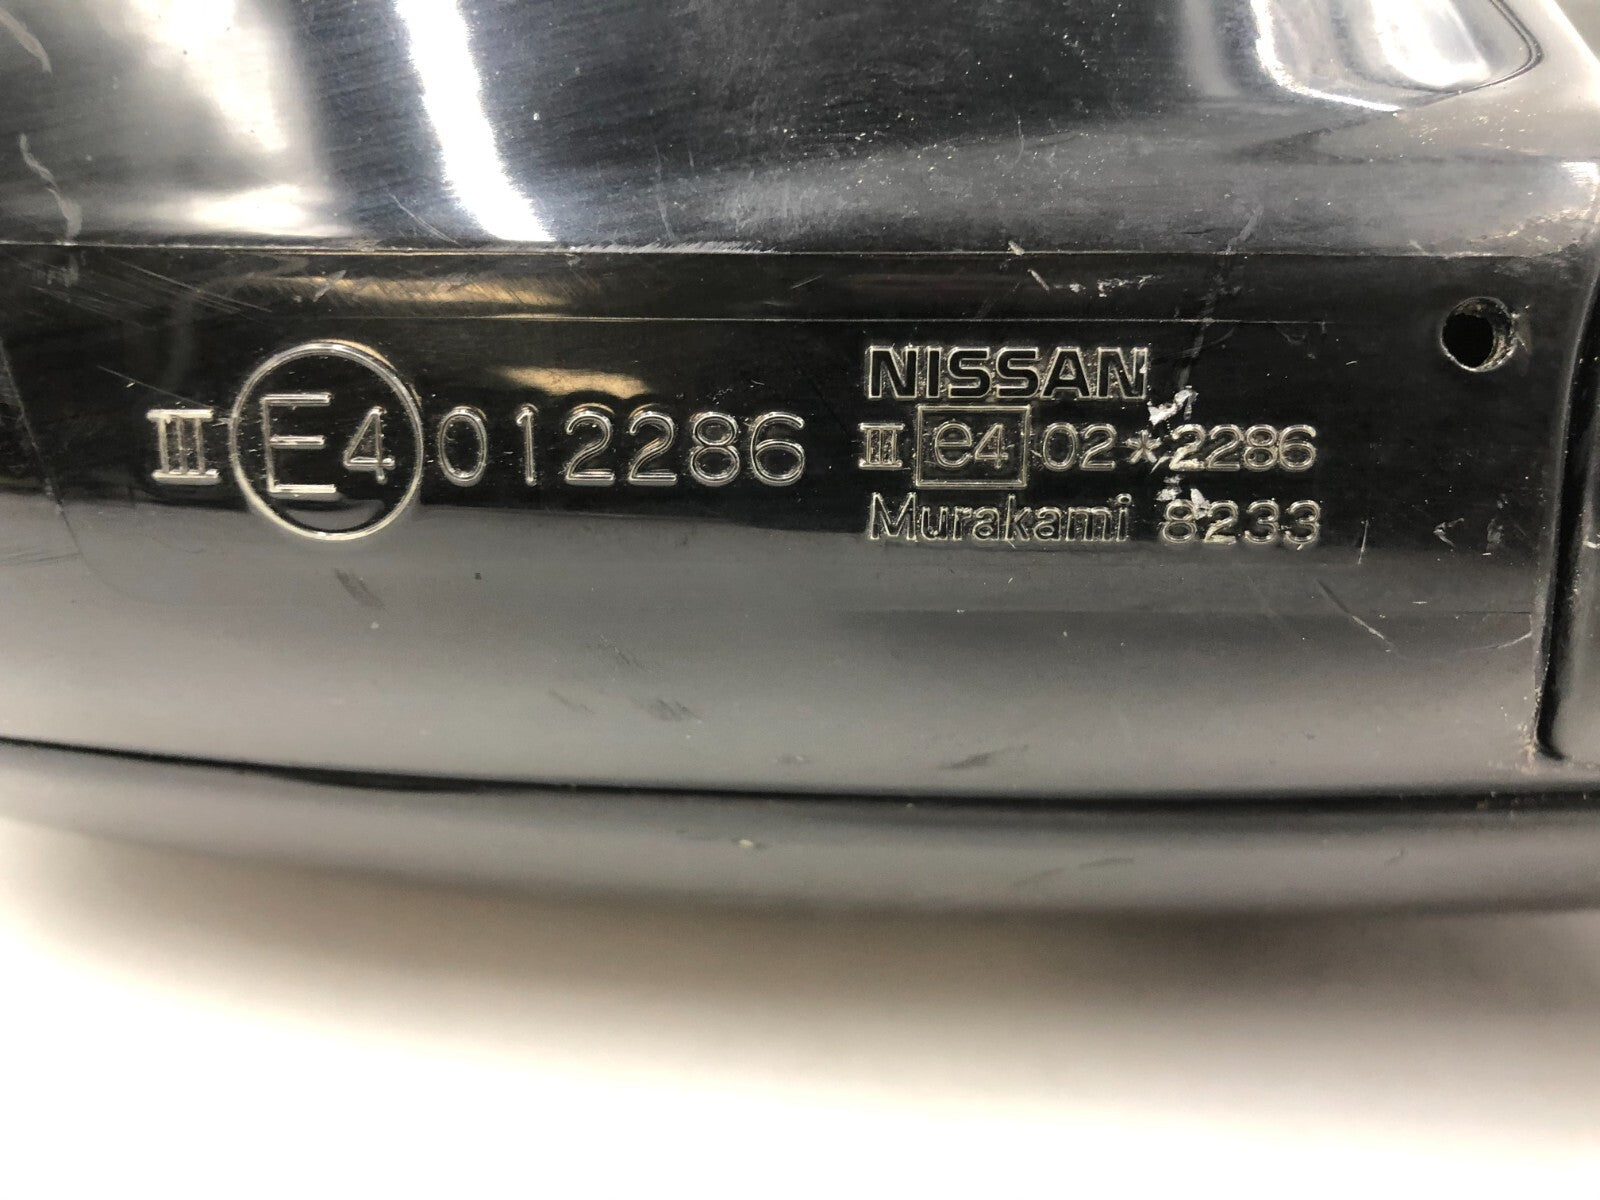 III E4 012286
NISSAN
III e4 02*2286
Murakami 8233